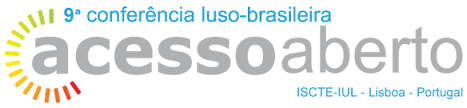 9ª conferência luso-brasileira
acessoaberto
ISCTE-IUL - Lisboa - Portugal